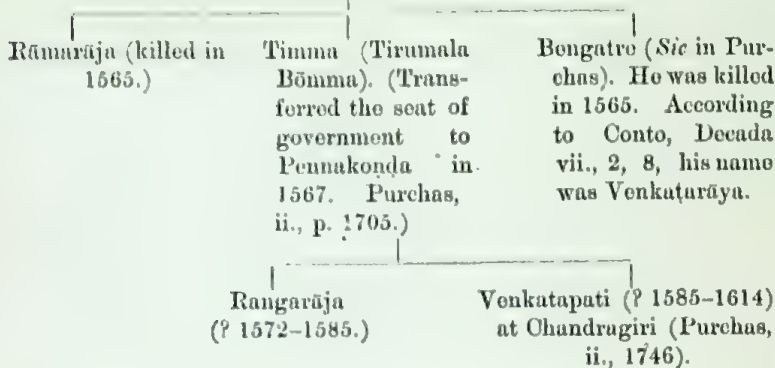 Rāmarāja (killed in
1565.)
Timma (Tirumala
Bōmma). (Trans-
ferred the seat of
government to
Pennakoṇḍa in
1567. Purchas,
ii., p. 1705.)
Bengatre (Sic in Pur-
chas). He was killed
in 1565. According
to Conto, Decada
vii., 2, 8, his name
was Venkaṭarāya.
Rangarāja
(? 1572–1585.)
Venkatapati (? 1585–1614)
at Chandragiri (Purchas,
ii., 1746).